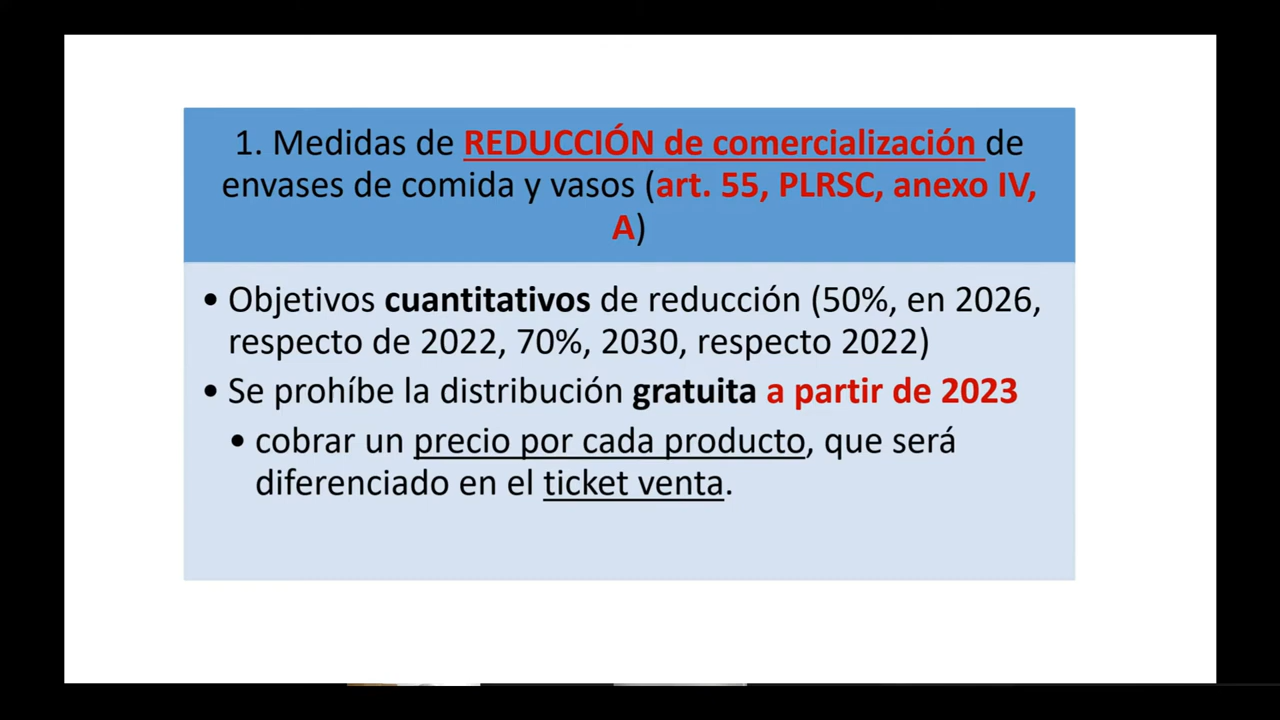 1. Medidas de REDUCCIÓN de comercialización de
envases de comida y vasos (art. 55, PLRSC, anexo IV,
A)
• Objetivos cuantitativos de reducción (50%, en 2026,
respecto de 2022, 70%, 2030, respecto 2022)
• Se prohíbe la distribución gratuita a partir de 2023
• cobrar un precio por cada producto, que será
diferenciado en el ticket venta.